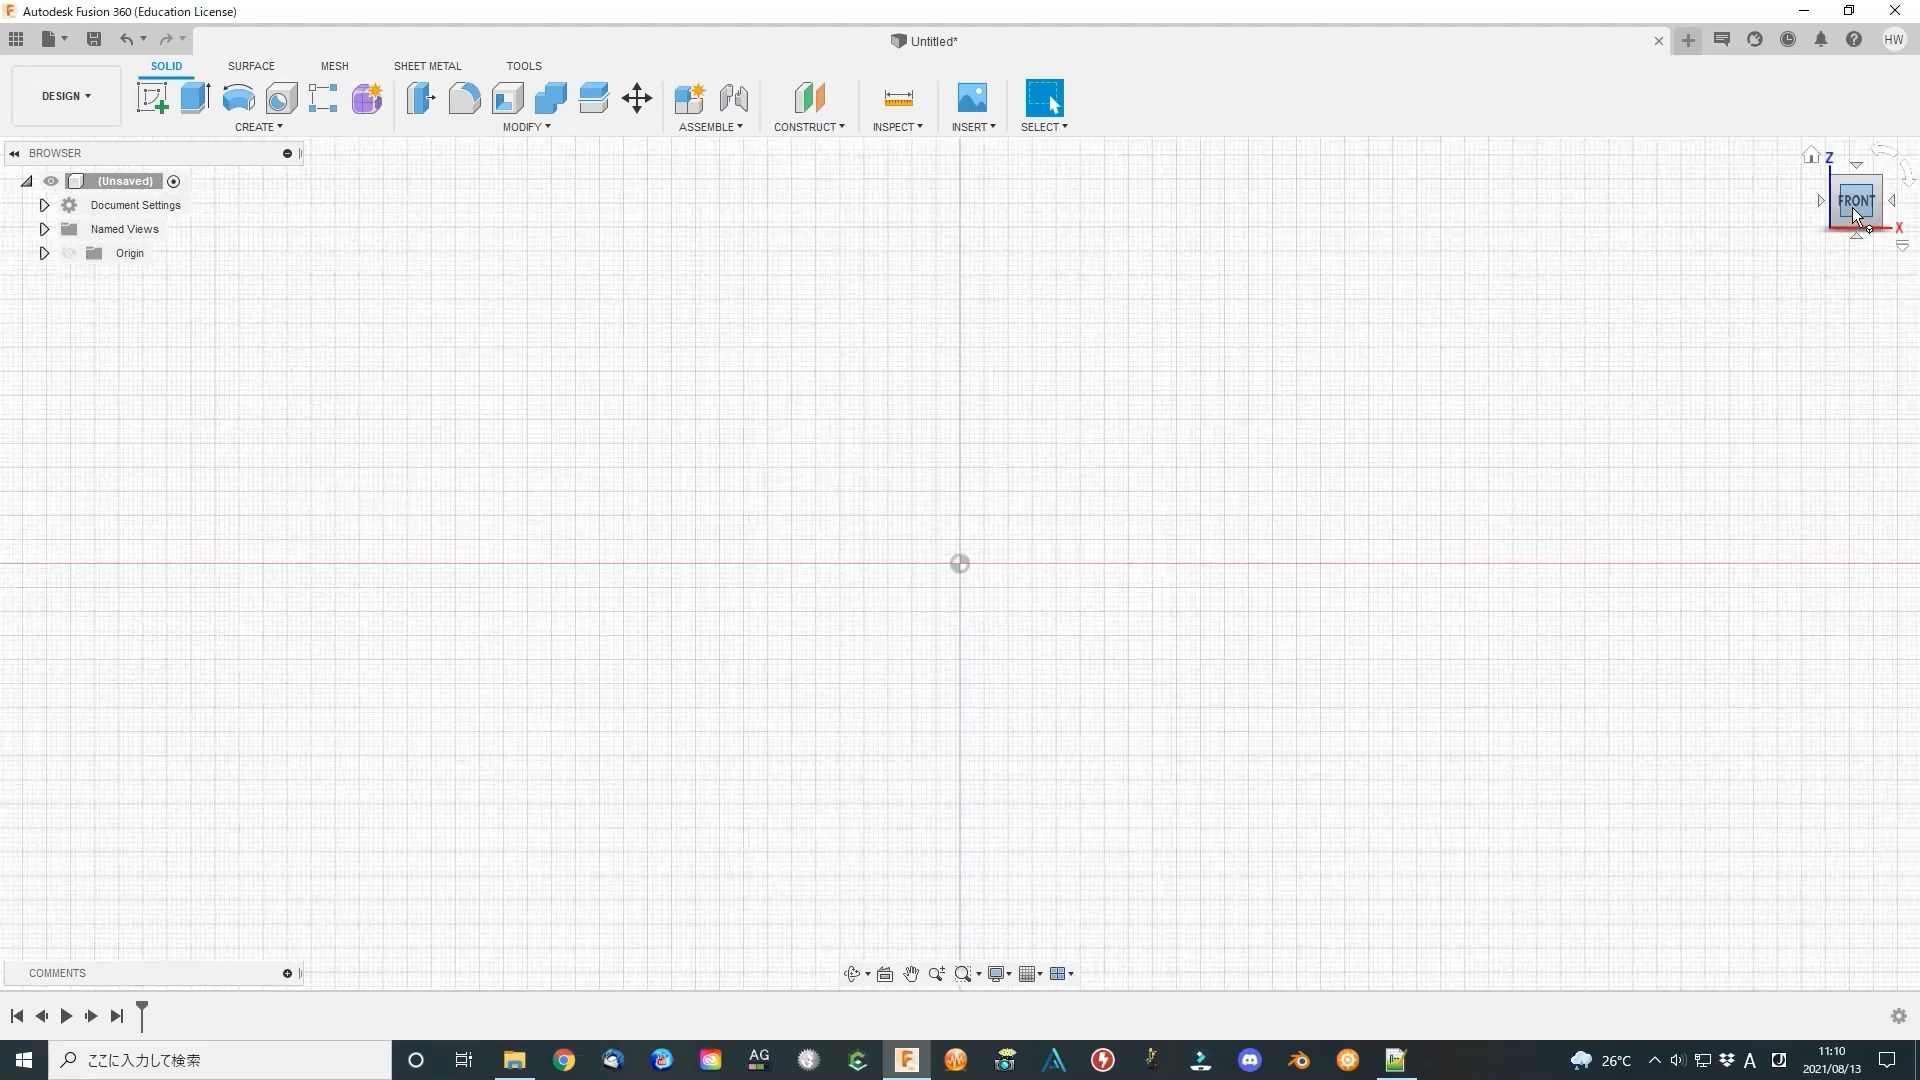 Autodesk Fusion 360 (Education License)
Untitled*
HW
DESIGN
SOLID SURFACE MESH SHEET METAL TOOLS
CREATE MODIFY ASSEMBLE CONSTRUCT INSPECT INSERT SELECT
BROWSER
(Unsaved)
Document Settings
Named Views
Origin
Z
FRONT
X
COMMENTS
ここに入力して検索
AG
26°C
A
11:10
2021/08/13